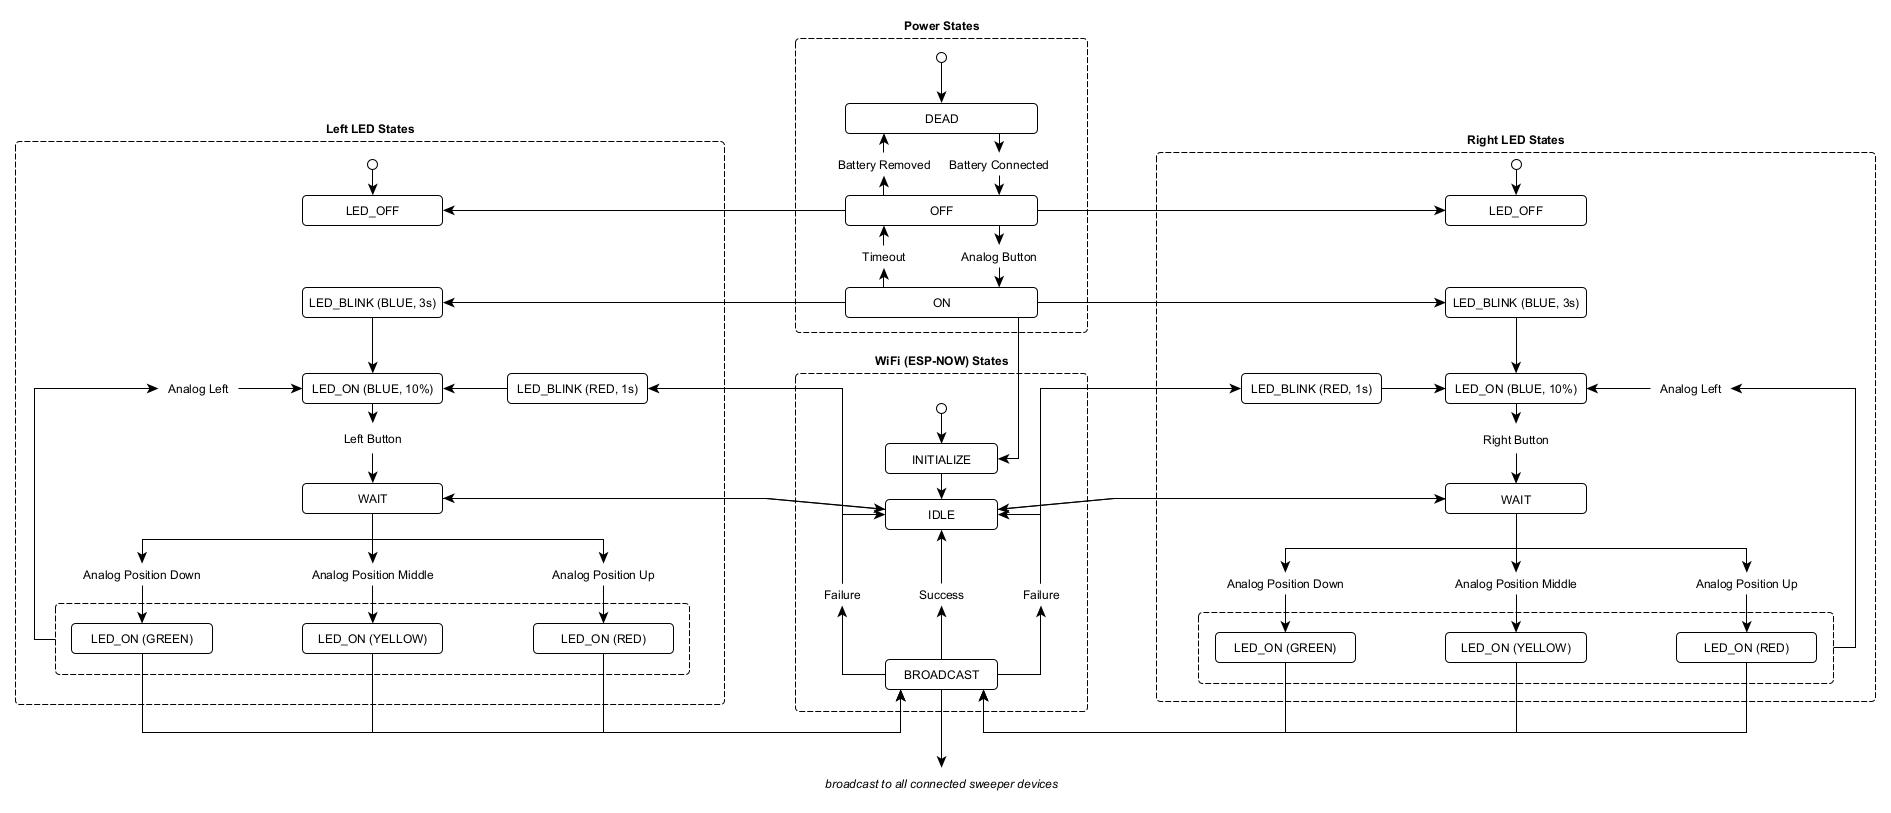 Power States
DEAD
Battery Removed
Battery Connected
OFF
Timeout
Analog Button
ON
Left LED States
LED_OFF
LED_BLINK (BLUE, 3s)
Analog Left
LED_ON (BLUE, 10%)
LED_BLINK (RED, 1s)
Left Button
WAIT
Analog Position Down
Analog Position Middle
Analog Position Up
LED_ON (GREEN)
LED_ON (YELLOW)
LED_ON (RED)
WiFi (ESP-NOW) States
INITIALIZE
IDLE
Failure
Success
Failure
BROADCAST
broadcast to all connected sweeper devices
Right LED States
LED_OFF
LED_BLINK (BLUE, 3s)
LED_BLINK (RED, 1s)
LED_ON (BLUE, 10%)
Analog Left
Right Button
WAIT
Analog Position Down
Analog Position Middle
Analog Position Up
LED_ON (GREEN)
LED_ON (YELLOW)
LED_ON (RED)